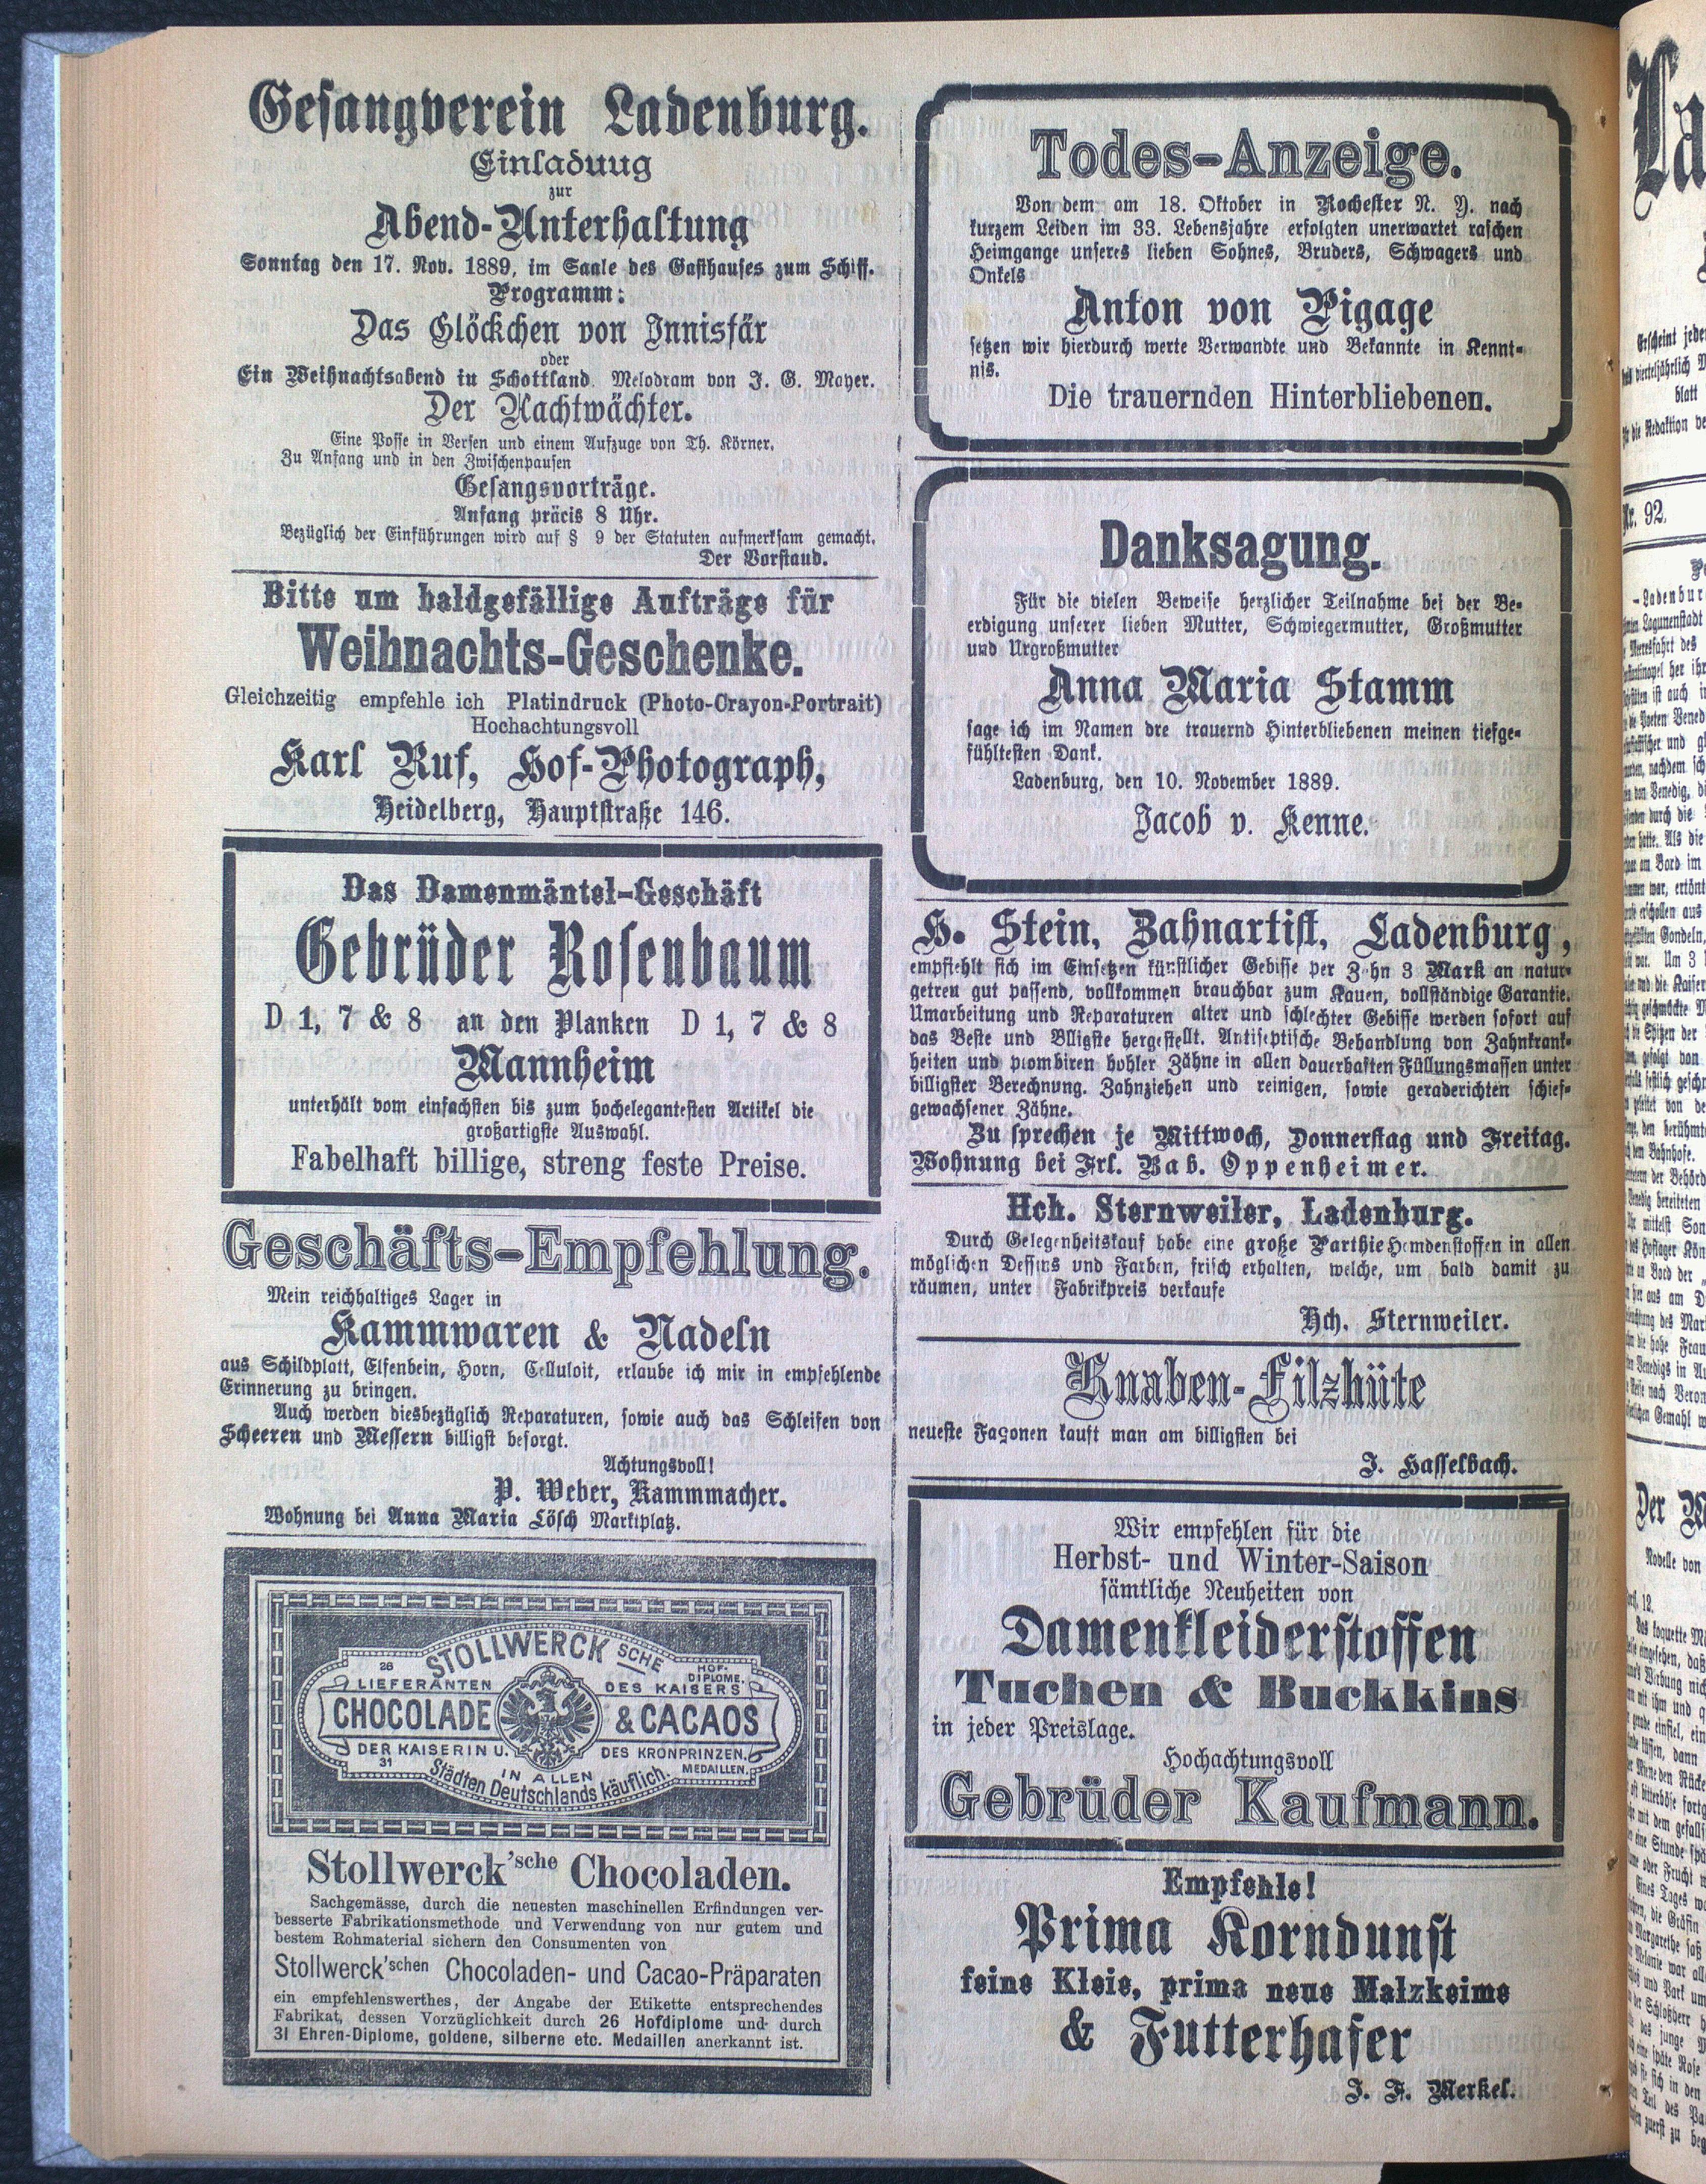 Gesangverein Ladenburg.
Einladung
zur
Abend-Unterhaltung
Sonntag den 17. Nov. 1889, im Saale des Gasthauses zum Schiff.
Programm:
Das Glöckchen von Innisfär
oder
Ein Weihnachtsabend in Schottland. Melodram von J. G. Mayer.
Der Nachtwächter.
Eine Posse in Versen und einem Aufzuge von Th. Körner.
Zu Anfang und in den Zwischenpausen
Gesangsvorträge.
Anfang präcis 8 Uhr.
Bezüglich der Einführungen wird auf § 9 der Statuten aufmerksam gemacht.
Der Vorstand.
Bitte um baldgefällige Aufträge für
Weihnachts-Geschenke.
Gleichzeitig empfehle ich Platindruck (Photo-Crayon-Portrait)
Hochachtungsvoll
Karl Ruf, Hof-Photograph,
Heidelberg, Hauptstraße 146.
Das Damenmäntel-Geschäft
Gebrüder Rosenbaum
D 1, 7 & 8 an den Planken D 1, 7 & 8
Mannheim
unterhält vom einfachsten bis zum hochelegantesten Artikel die
großartigste Auswahl.
Fabelhaft billige, streng feste Preise.
Geschäfts-Empfehlung.
Mein reichhaltiges Lager in
Kammwaren & Nadeln
aus Schildplatt, Elfenbein, Horn, Celluloit, erlaube ich mir in empfehlende
Erinnerung zu bringen.
Auch werden diesbezüglich Reparaturen, sowie auch das Schleifen von
Scheeren und Messern billigst besorgt.
Achtungsvoll!
P. Weber, Kammmacher.
Wohnung bei Anna Maria Lösch Marktplatz.
STOLLWERCK SCHE
26 HOF-DIPLOME.
LIEFERANTEN DES KAISERS
CHOCOLADE & CACAOS
DER KAISERIN U. DES KRONPRINZEN.
31 MEDAILLEN.
IN ALLEN
Städten Deutschlands käuflich.
Stollwerck'sche Chocoladen.
Sachgemässe, durch die neuesten maschinellen Erfindungen ver-
besserte Fabrikationsmethode und Verwendung von nur gutem und
bestem Rohmaterial sichern den Consumenten von
Stollwerck'schen Chocoladen- und Cacao-Präparaten
ein empfehlenswerthes, der Angabe der Etikette entsprechendes
Fabrikat, dessen Vorzüglichkeit durch 26 Hofdiplome und durch
31 Ehren-Diplome, goldene, silberne etc. Medaillen anerkannt ist.
Todes-Anzeige.
Von dem am 18. Oktober in Rochester N. Y. nach
kurzem Leiden im 33. Lebensjahre erfolgten unerwartet raschen
Heimgange unseres lieben Sohnes, Bruders, Schwagers und
Onkels
Anton von Pigage
setzen wir hierdurch werte Verwandte und Bekannte in Kennt-
nis.
Die trauernden Hinterbliebenen.
Danksagung.
Für die vielen Beweise herzlicher Teilnahme bei der Be-
erdigung unserer lieben Mutter, Schwiegermutter, Großmutter
und Urgroßmutter
Anna Maria Stamm
sage ich im Namen dre trauernd Hinterbliebenen meinen tiefge-
fühltesten Dank.
Ladenburg, den 10. November 1889.
Jacob v. Kenne.
H. Stein, Zahnartist, Ladenburg,
empfiehlt sich im Einsetzen künstlicher Gebisse per Zahn 3 Mark an natur-
getreu gut passend, vollkommen brauchbar zum Kauen, vollständige Garantie.
Umarbeitung und Reparaturen alter und schlechter Gebisse werden sofort auf
das Beste und Blligste hergestellt. Antiseptische Behandlung von Zahnkrank-
heiten und plombiren hohler Zähne in allen dauerhaften Füllungsmassen unter
billigster Berechnung. Zahnziehen und reinigen, sowie geraderichten schief-
gewachsener Zähne.
Zu sprechen je Mittwoch, Donnerstag und Freitag.
Wohnung bei Frl. Bab. Oppenheimer.
Hch. Sternweiler, Ladenburg.
Durch Gelegenheitskauf habe eine große Parthie Hemdenstoffen in allen
möglichen Dessins und Farben, frisch erhalten, welche, um bald damit zu
räumen, unter Fabrikpreis verkaufe
Hch. Sternweiler.
Knaben-Filzhüte
neueste Façonen kauft man am billigsten bei
J. Hasselbach.
Wir empfehlen für die
Herbst- und Winter-Saison
sämtliche Neuheiten von
Damenkleiderstoffen
Tuchen & Buckkins
in jeder Preislage.
Hochachtungsvoll
Gebrüder Kaufmann.
Empfehle!
Prima Korndunst
feine Kleie, prima neue Malzkeime
& Futterhafer
J. F. Merkel.
Nr. 92.